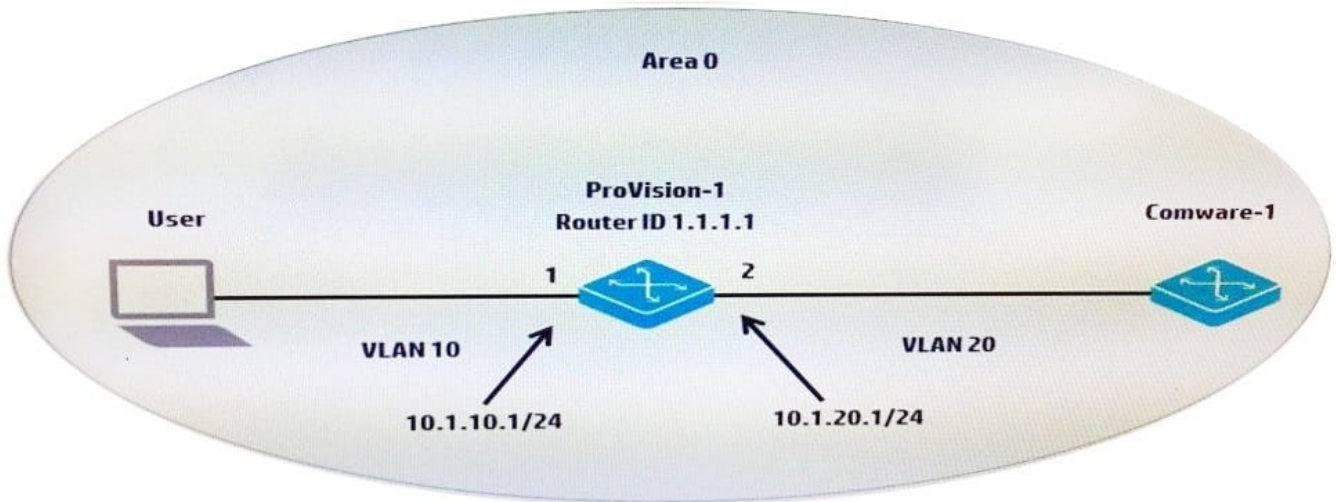 Area 0
ProVision-1
Router ID 1.1.1.1
User
Comware-1
1
2
VLAN 10
VLAN 20
10.1.10.1/24
10.1.20.1/24